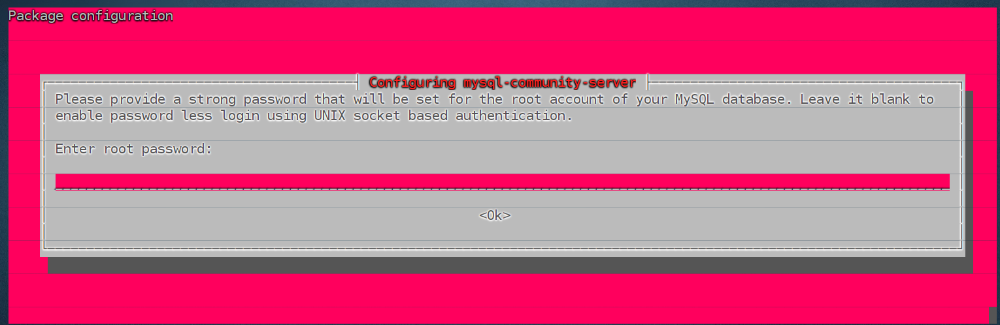 Package configuration
Configuring mysql-community-server
Please provide a strong password that will be set for the root account of your MySQL database. Leave it blank to
enable password less login using UNIX socket based authentication.
Enter root password:
<Ok>